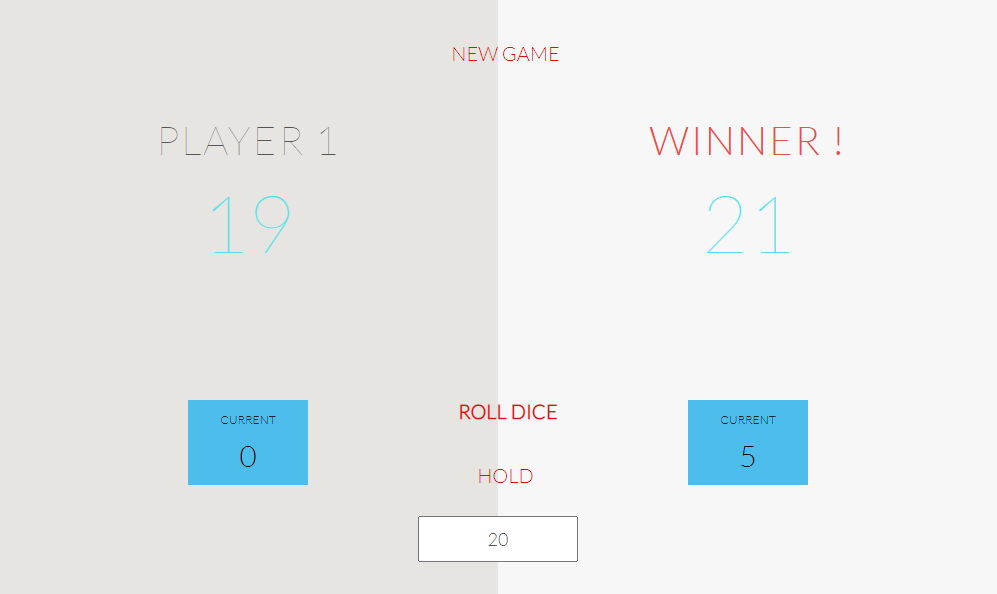 NEW GAME
PLAYER 1
WINNER !
19
21
ROLL DICE
CURRENT
CURRENT
0
5
HOLD
20